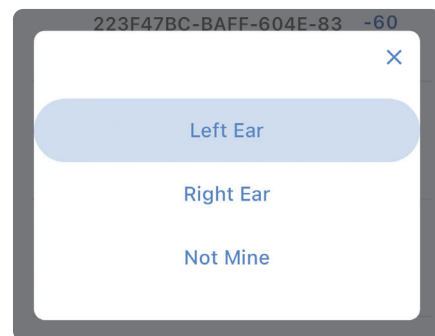 223F47BC-BAFF-604E-83 -60
×
Left Ear
Right Ear
Not Mine